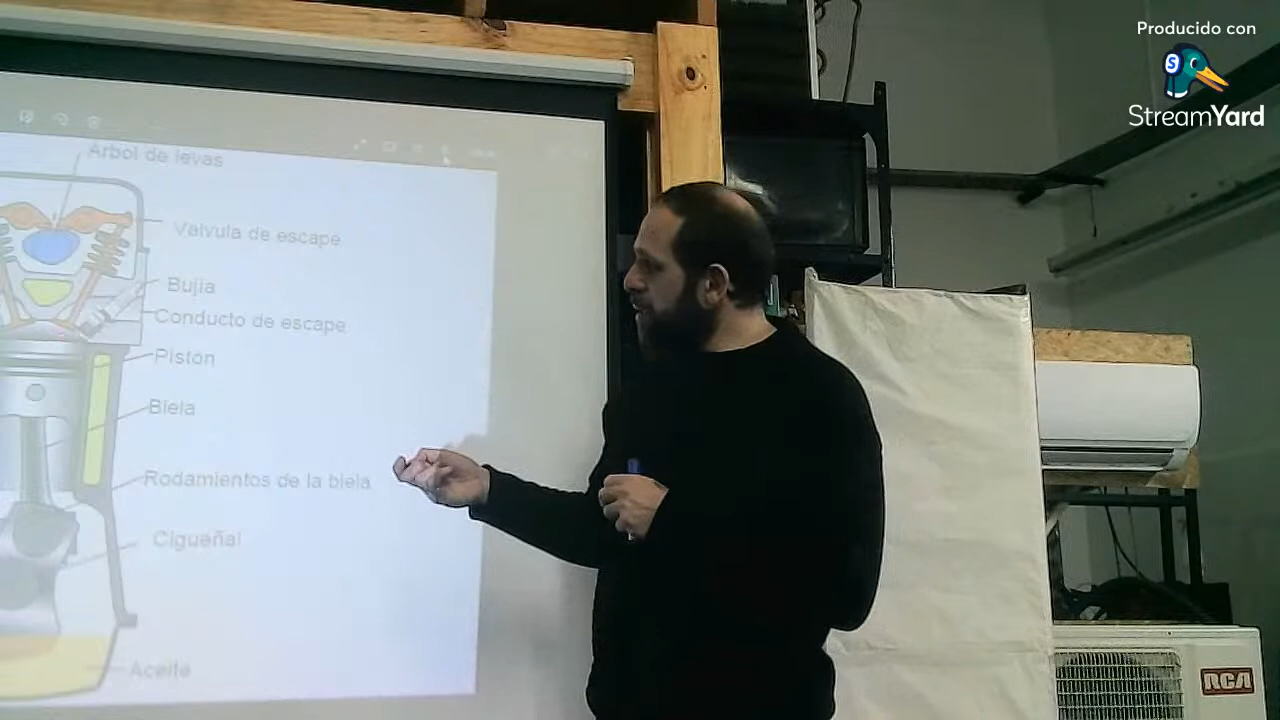 Producido con
StreamYard
Arbol de levas
Valvula de escape
Bujia
Conducto de escape
Piston
Biela
Rodamientos de la biela
Cigueñal
Aceite
RCA